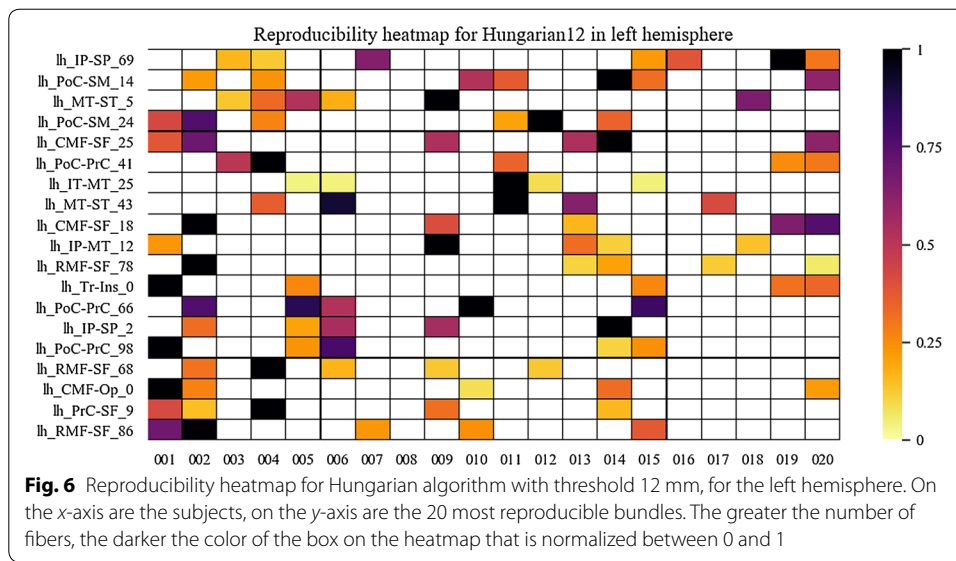 Reproducibility heatmap for Hungarian12 in left hemisphere
lh_IP-SP_69
lh_PoC-SM_14
lh_MT-ST_5
lh_PoC-SM_24
lh_CMF-SF_25
lh_PoC-PrC_41
lh_IT-MT_25
lh_MT-ST_43
lh_CMF-SF_18
lh_IP-MT_12
lh_RMF-SF_78
lh_Tr-Ins_0
lh_PoC-PrC_66
lh_IP-SP_2
lh_PoC-PrC_98
lh_RMF-SF_68
lh_CMF-Op_0
lh_PrC-SF_9
lh_RMF-SF_86
001 002 003 004 005 006 007 008 009 010 011 012 013 014 015 016 017 018 019 020
1
0.75
0.5
0.25
0
Fig. 6 Reproducibility heatmap for Hungarian algorithm with threshold 12 mm, for the left hemisphere. On
the x-axis are the subjects, on the y-axis are the 20 most reproducible bundles. The greater the number of
fibers, the darker the color of the box on the heatmap that is normalized between 0 and 1